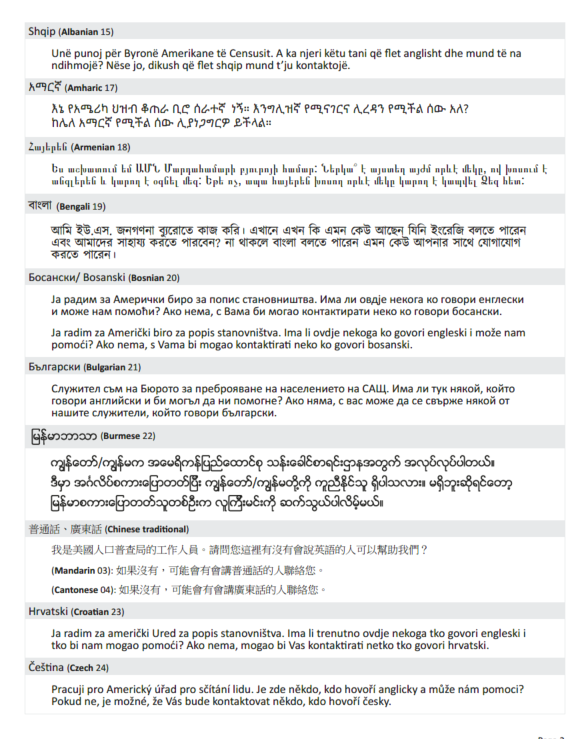 Shqip (Albanian 15)
Unë punoj për Byronë Amerikane të Censusit. A ka njeri këtu tani që flet anglisht dhe mund të na
ndihmojë? Nëse jo, dikush që flet shqip mund t’ju kontaktojë.
አማርኛ (Amharic 17)
እኔ የአሜሪካ ህዝብ ቆጠራ ቢሮ ሰራተኛ ነኝ። እንግሊዝኛ የሚናገርና ሊረዳን የሚችል ሰው አለ?
ከሌለ አማርኛ የሚችል ሰው ሊያነጋግርዎ ይችላል።
Հայերեն (Armenian 18)
Ես աշխատում եմ ԱՄՆ Մարդահամարի բյուրոյի համար: Ներկա՞ է այստեղ այժմ որևէ մեկը, ով խոսում է
անգլերեն և կարող է օգնել մեզ: Եթե ոչ, ապա հայերեն խոսող որևէ մեկը կարող է կապվել Ձեզ հետ:
বাংলা (Bengali 19)
আমি ইউ.এস. জনগণনা ব্যুরোতে কাজ করি। এখানে এখন কি এমন কেউ আছেন যিনি ইংরেজি বলতে পারেন
এবং আমাদের সাহায্য করতে পারবেন? না থাকলে বাংলা বলতে পারেন এমন কেউ আপনার সাথে যোগাযোগ
করতে পারেন।
Босански/ Bosanski (Bosnian 20)
Ја радим за Амерички биро за попис становништва. Има ли овдје некога ко говори енглески
и може нам помоћи? Ако нема, с Вама би могао контактирати неко ко говори босански.
Ja radim za Američki biro za popis stanovništva. Ima li ovdje nekoga ko govori engleski i može nam
pomoći? Ako nema, s Vama bi mogao kontaktirati neko ko govori bosanski.
Български (Bulgarian 21)
Служител съм на Бюрото за преброяване на населението на САЩ. Има ли тук някой, който
говори английски и би могъл да ни помогне? Ако няма, с вас може да се свърже някой от
нашите служители, който говори български.
မြန်မာဘာသာ (Burmese 22)
ကျွန်တော်/ကျွန်မက အမေရိကန်ပြည်ထောင်စု သန်းခေါင်စာရင်းဌာနအတွက် အလုပ်လုပ်ပါတယ်။
ဒီမှာ အင်္ဂလိပ်စကားပြောတတ်ပြီး ကျွန်တော်/ကျွန်မတို့ကို ကူညီနိုင်သူ ရှိပါသလား။ မရှိဘူးဆိုရင်တော့
မြန်မာစကားပြောတတ်သူတစ်ဦးက လူကြီးမင်းကို ဆက်သွယ်ပါလိမ့်မယ်။
普通話、廣東話 (Chinese traditional)
我是美國人口普查局的工作人員。請問您這裡有沒有會說英語的人可以幫助我們？
(Mandarin 03): 如果沒有，可能會有會講普通話的人聯絡您。
(Cantonese 04): 如果沒有，可能會有會講廣東話的人聯絡您。
Hrvatski (Croatian 23)
Ja radim za američki Ured za popis stanovništva. Ima li trenutno ovdje nekoga tko govori engleski i
tko bi nam mogao pomoći? Ako nema, mogao bi Vas kontaktirati netko tko govori hrvatski.
Čeština (Czech 24)
Pracuji pro Americký úřad pro sčítání lidu. Je zde někdo, kdo hovoří anglicky a může nám pomoci?
Pokud ne, je možné, že Vás bude kontaktovat někdo, kdo hovoří česky.